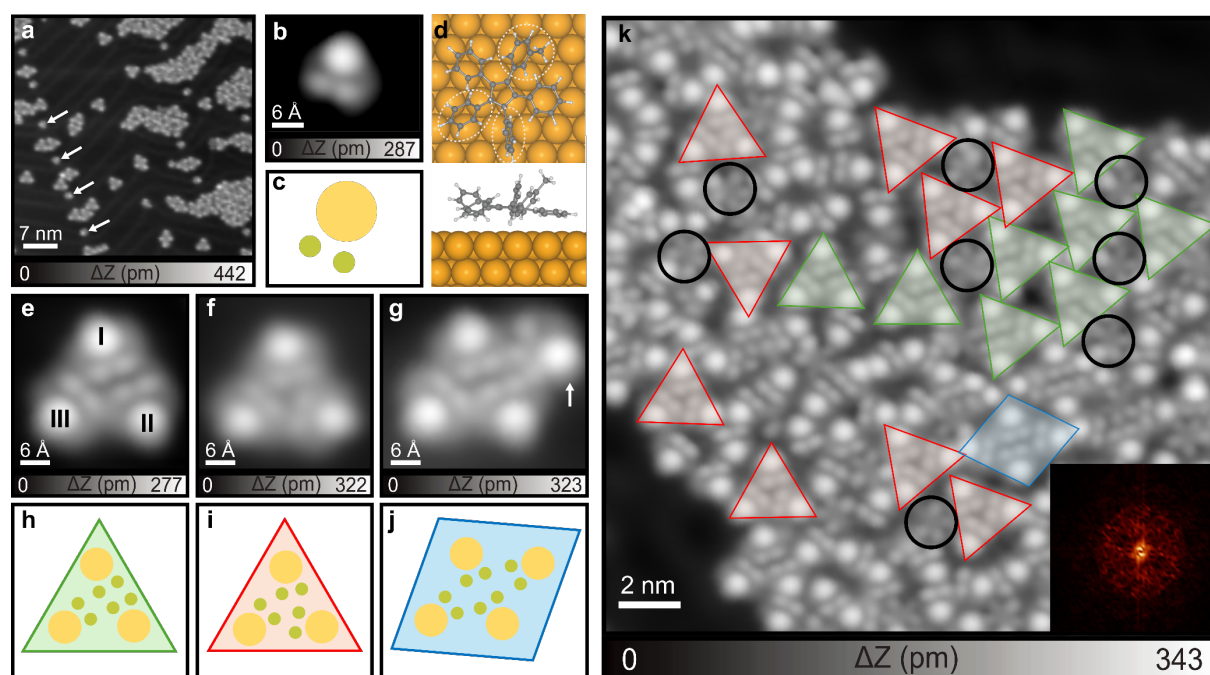 a
7 nm
0 ΔZ (pm) 442
b
6 Å
0 ΔZ (pm) 287
c
d
e
I
III
II
6 Å
0 ΔZ (pm) 277
f
6 Å
0 ΔZ (pm) 322
g
6 Å
0 ΔZ (pm) 323
h
i
j
k
2 nm
0 ΔZ (pm) 343